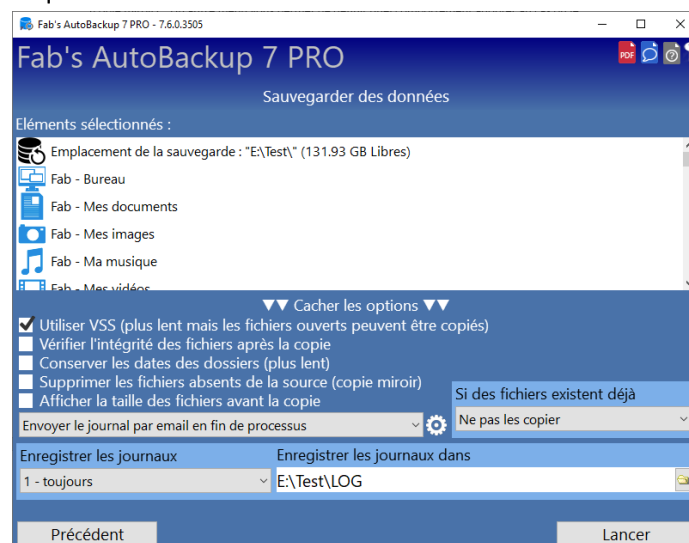 Fab's AutoBackup 7 PRO - 7.6.0.3505
Fab's AutoBackup 7 PRO
PDF
Sauvegarder des données
Eléments sélectionnés :
Emplacement de la sauvegarde : "E:\Test\" (131.93 GB Libres)
Fab - Bureau
Fab - Mes documents
Fab - Mes images
Fab - Ma musique
Fab - Mes vidéos
▼▼ Cacher les options ▼▼
Utiliser VSS (plus lent mais les fichiers ouverts peuvent être copiés)
Vérifier l'intégrité des fichiers après la copie
Conserver les dates des dossiers (plus lent)
Supprimer les fichiers absents de la source (copie miroir)
Afficher la taille des fichiers avant la copie
Si des fichiers existent déjà
Envoyer le journal par email en fin de processus
Ne pas les copier
Enregistrer les journaux
Enregistrer les journaux dans
1 - toujours
E:\Test\LOG
Précédent
Lancer